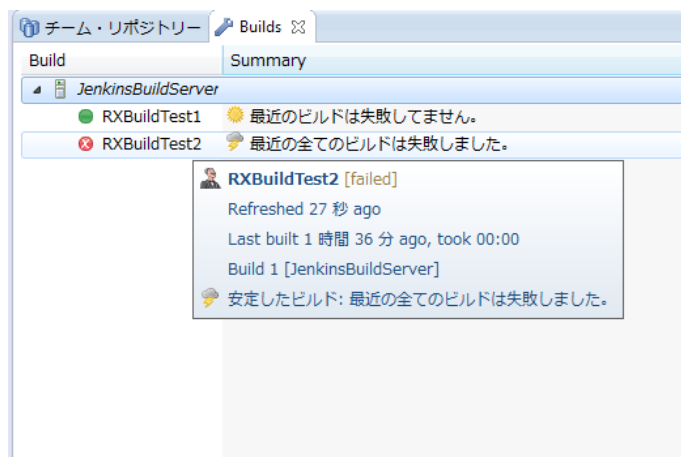 チーム・リポジトリー Builds
Build Summary
JenkinsBuildServer
RXBuildTest1 最近のビルドは失敗してません。
RXBuildTest2 最近の全てのビルドは失敗しました。
RXBuildTest2 [failed]
Refreshed 27 秒 ago
Last built 1 時間 36 分 ago, took 00:00
Build 1 [JenkinsBuildServer]
安定したビルド: 最近の全てのビルドは失敗しました。